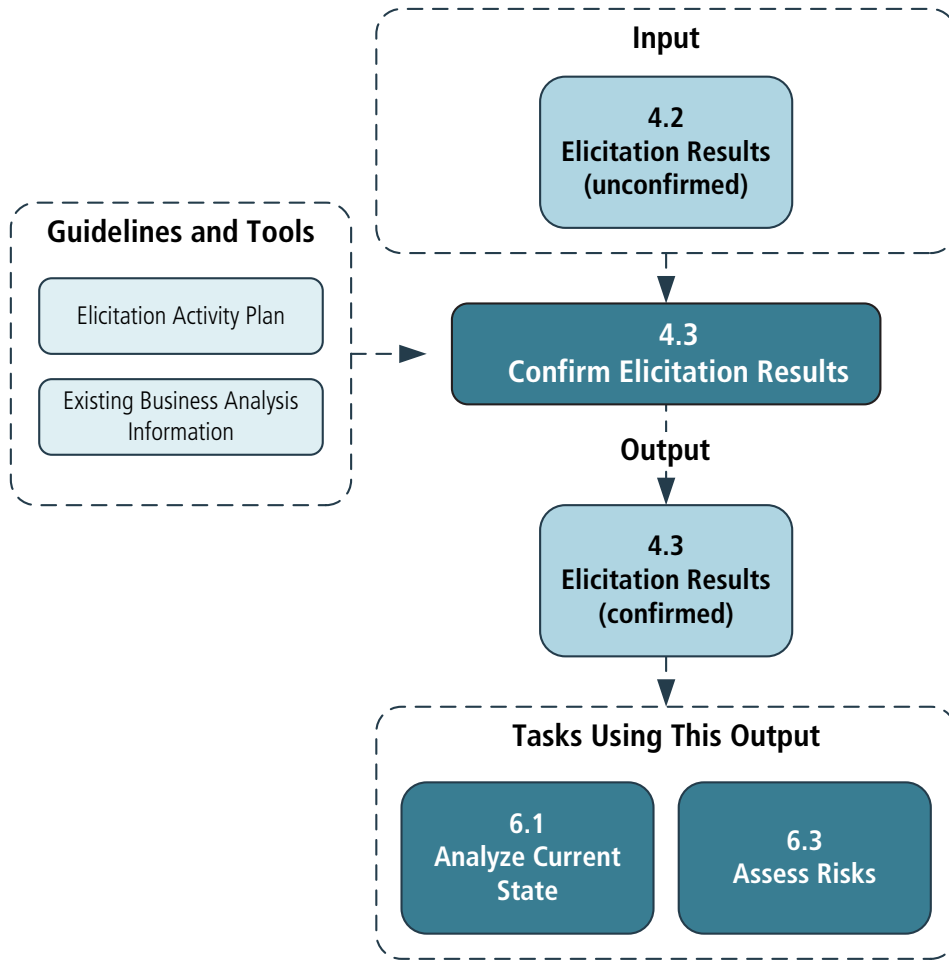 Input
4.2
Elicitation Results
(unconfirmed)
Guidelines and Tools
Elicitation Activity Plan
Existing Business Analysis
Information
4.3
Confirm Elicitation Results
Output
4.3
Elicitation Results
(confirmed)
Tasks Using This Output
6.1
Analyze Current
State
6.3
Assess Risks